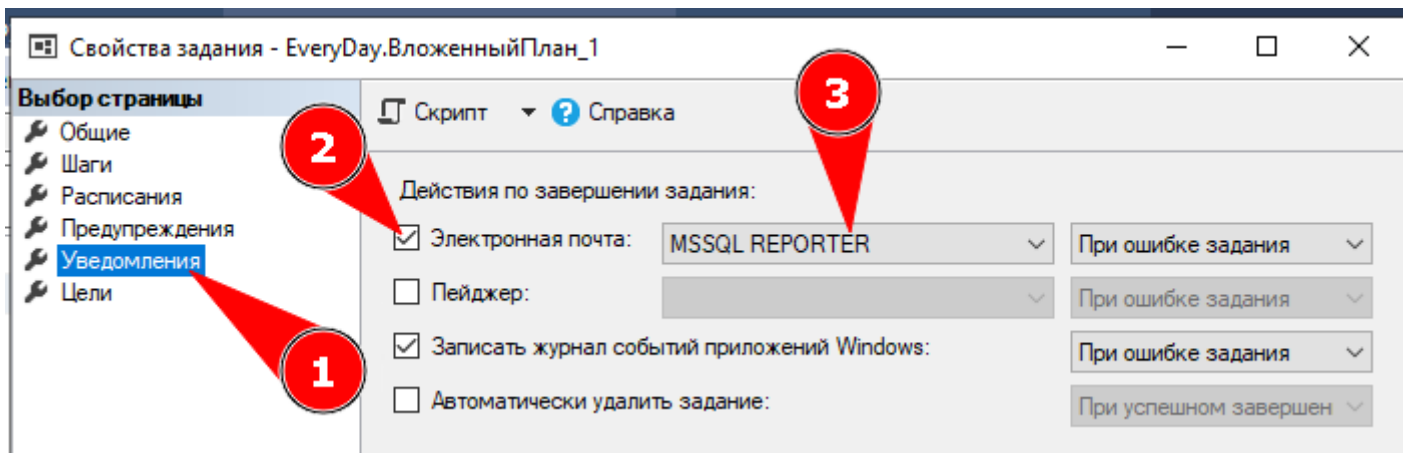 Свойства задания - EveryDay.ВложенныйПлан_1
Выбор страницы
Общие
Шаги
Расписания
Предупреждения
Уведомления
Цели
Скрипт
Справка
Действия по завершении задания:
Электронная почта: MSSQL REPORTER При ошибке задания
Пейджер: При ошибке задания
Записать журнал событий приложений Windows: При ошибке задания
Автоматически удалить задание: При успешном завершен
1
2
3